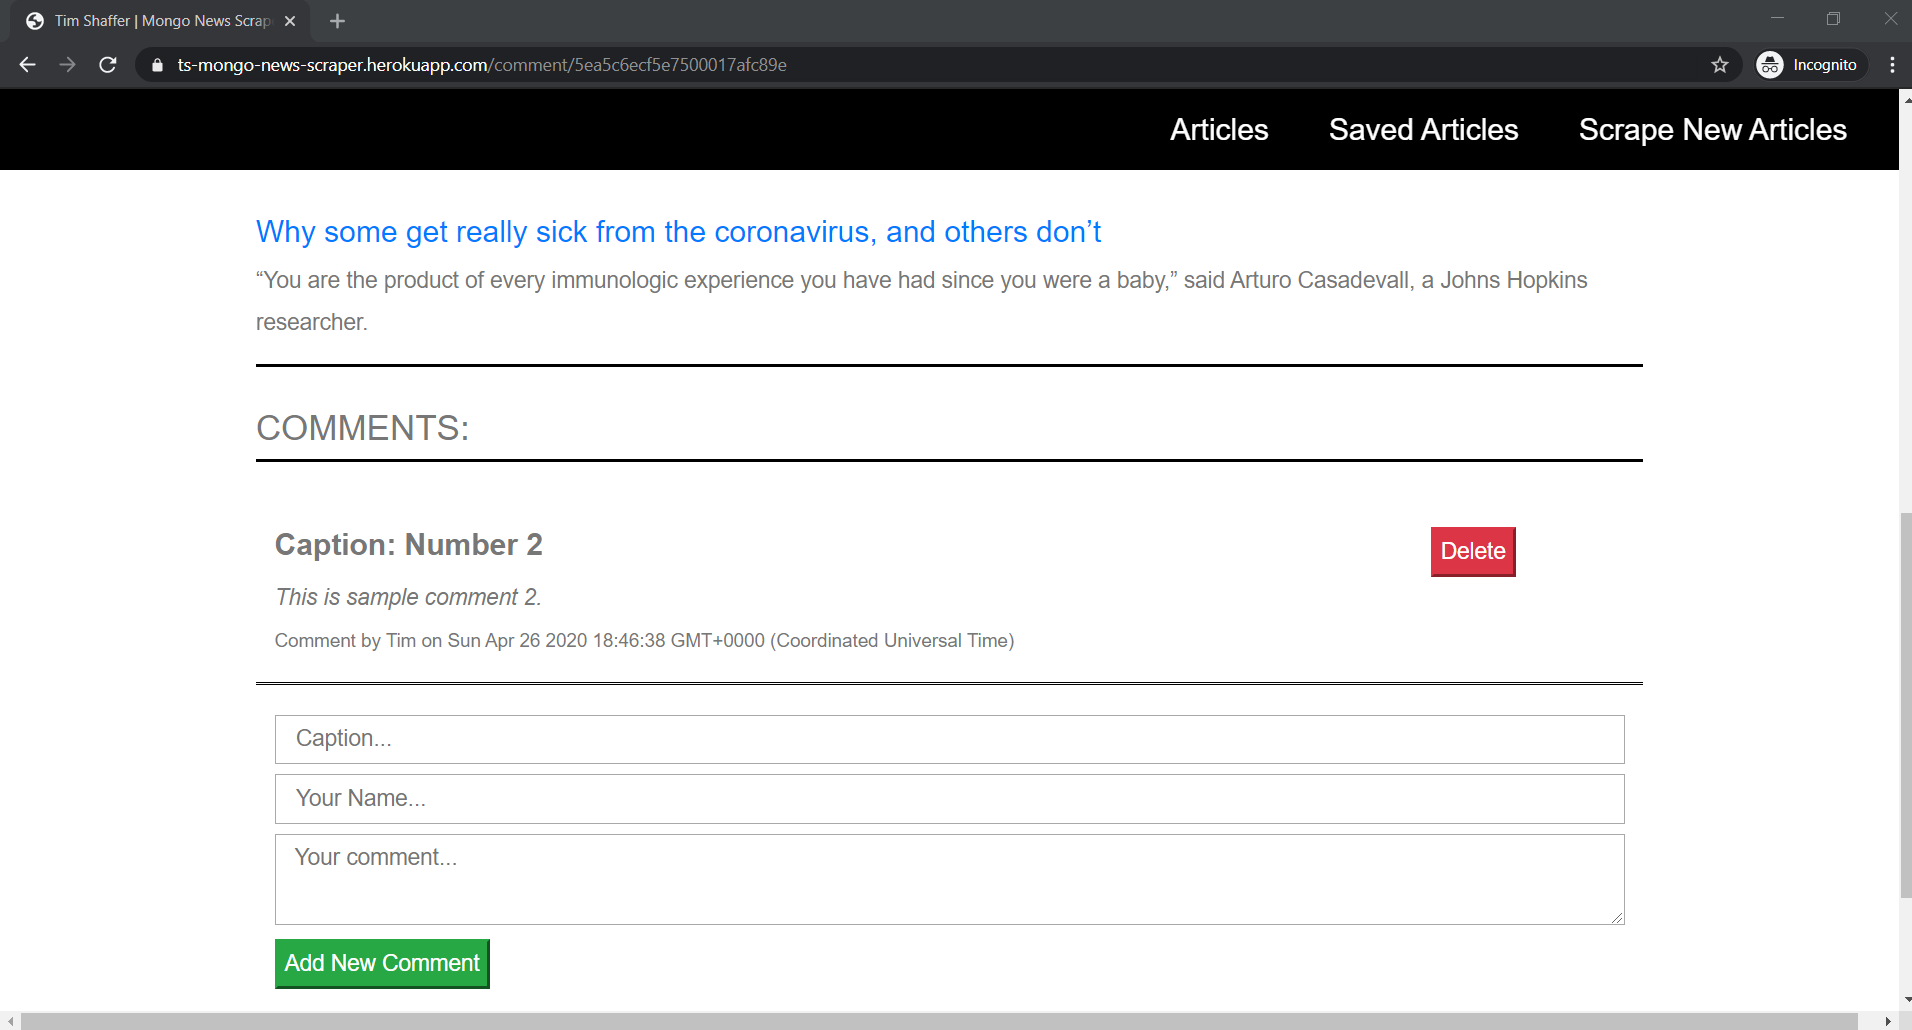 Tim Shaffer | Mongo News Scrap
ts-mongo-news-scraper.herokuapp.com/comment/5ea5c6ecf5e7500017afc89e
Incognito
Articles
Saved Articles
Scrape New Articles
Why some get really sick from the coronavirus, and others don’t
“You are the product of every immunologic experience you have had since you were a baby,” said Arturo Casadevall, a Johns Hopkins
researcher.
COMMENTS:
Caption: Number 2
Delete
This is sample comment 2.
Comment by Tim on Sun Apr 26 2020 18:46:38 GMT+0000 (Coordinated Universal Time)
Caption...
Your Name...
Your comment...
Add New Comment